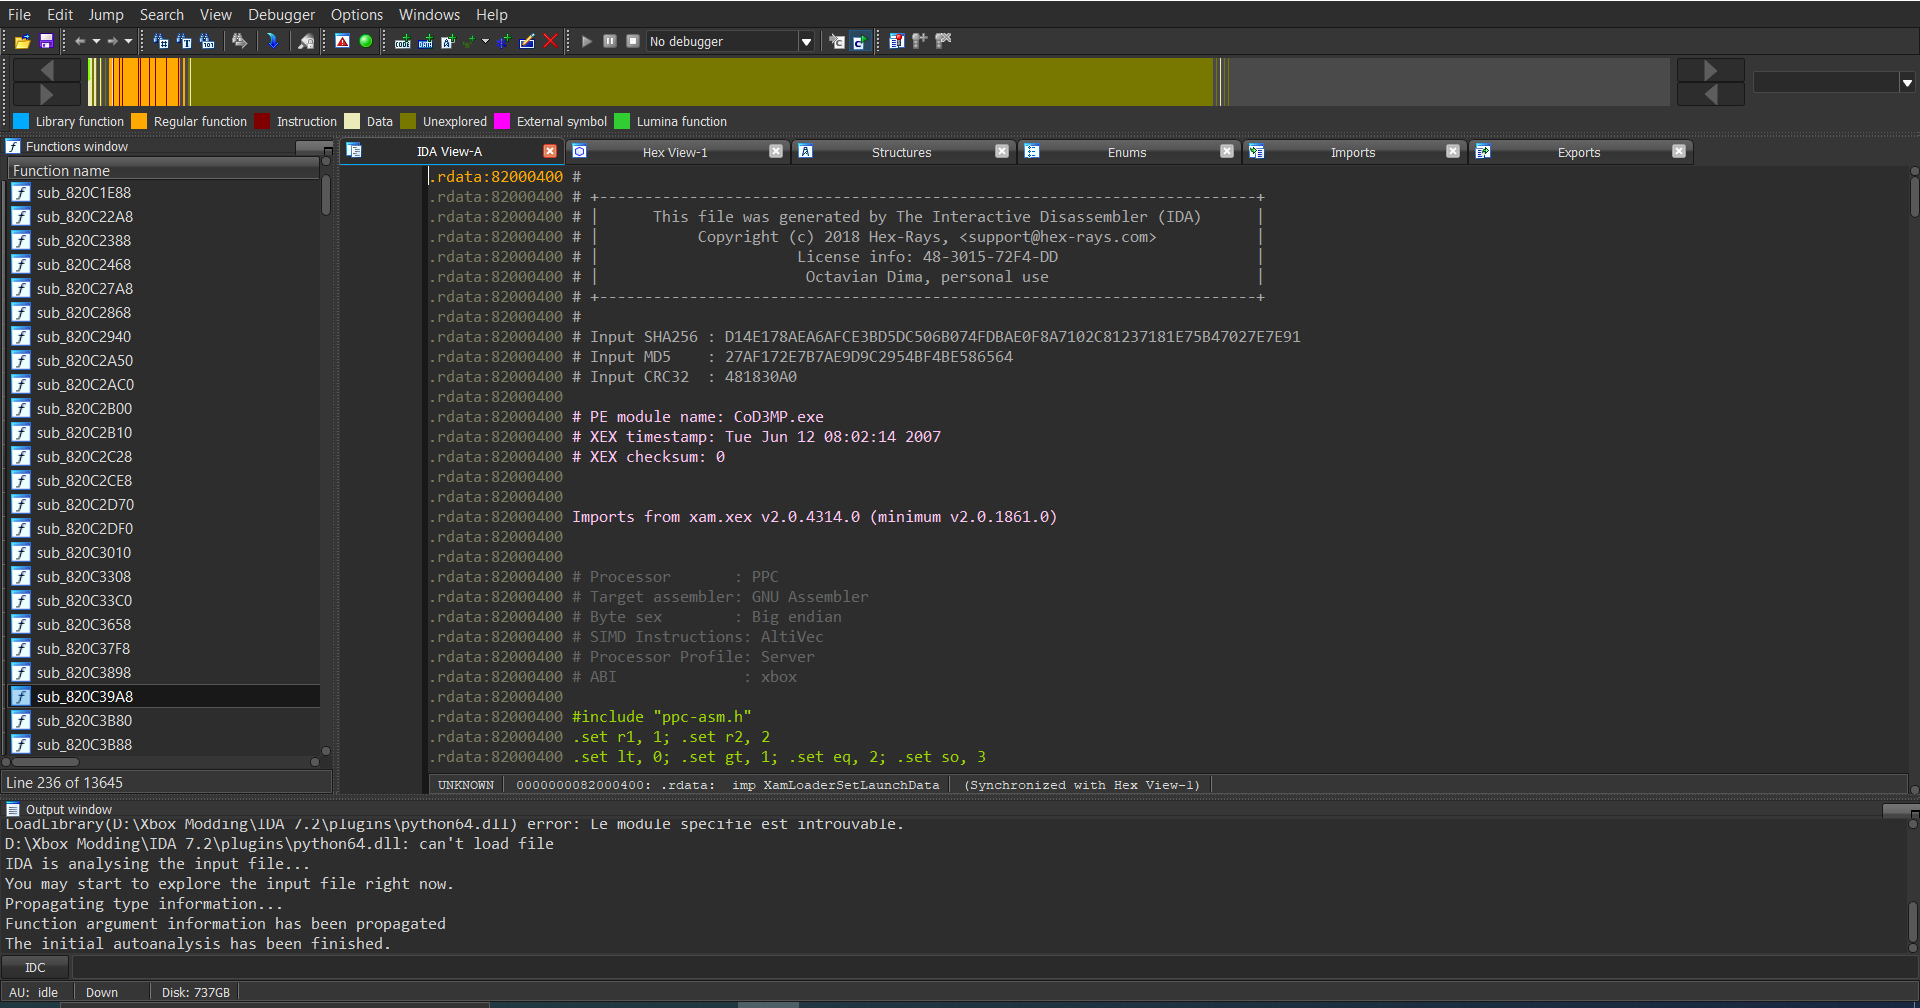 File Edit Jump Search View Debugger Options Windows Help
No debugger
Library function Regular function Instruction Data Unexplored External symbol Lumina function
Functions window
Function name
sub_820C1E88
sub_820C22A8
sub_820C2388
sub_820C2468
sub_820C27A8
sub_820C2868
sub_820C2940
sub_820C2A50
sub_820C2AC0
sub_820C2B00
sub_820C2B10
sub_820C2C28
sub_820C2CE8
sub_820C2D70
sub_820C2DF0
sub_820C3010
sub_820C3308
sub_820C33C0
sub_820C3658
sub_820C37F8
sub_820C3898
sub_820C39A8
sub_820C3B80
sub_820C3B88
Line 236 of 13645
IDA View-A Hex View-1 Structures Enums Imports Exports
.rdata:82000400 #
.rdata:82000400 # +-------------------------------------------------------------------------+
.rdata:82000400 # | This file was generated by The Interactive Disassembler (IDA) |
.rdata:82000400 # | Copyright (c) 2018 Hex-Rays, <support@hex-rays.com> |
.rdata:82000400 # | License info: 48-3015-72F4-DD |
.rdata:82000400 # | Octavian Dima, personal use |
.rdata:82000400 # +-------------------------------------------------------------------------+
.rdata:82000400 #
.rdata:82000400 # Input SHA256 : D14E178AEA6AFCE3BD5DC506B074FDBAE0F8A7102C81237181E75B47027E7E91
.rdata:82000400 # Input MD5 : 27AF172E7B7AE9D9C2954BF4BE586564
.rdata:82000400 # Input CRC32 : 481830A0
.rdata:82000400
.rdata:82000400 # PE module name: CoD3MP.exe
.rdata:82000400 # XEX timestamp: Tue Jun 12 08:02:14 2007
.rdata:82000400 # XEX checksum: 0
.rdata:82000400
.rdata:82000400
.rdata:82000400 Imports from xam.xex v2.0.4314.0 (minimum v2.0.1861.0)
.rdata:82000400
.rdata:82000400
.rdata:82000400 # Processor : PPC
.rdata:82000400 # Target assembler: GNU Assembler
.rdata:82000400 # Byte sex : Big endian
.rdata:82000400 # SIMD Instructions: AltiVec
.rdata:82000400 # Processor Profile: Server
.rdata:82000400 # ABI : xbox
.rdata:82000400
.rdata:82000400 #include "ppc-asm.h"
.rdata:82000400 .set r1, 1; .set r2, 2
.rdata:82000400 .set lt, 0; .set gt, 1; .set eq, 2; .set so, 3
UNKNOWN 0000000082000400: .rdata: imp XamLoaderSetLaunchData (Synchronized with Hex View-1)
Output window
LoadLibrary(D:\Xbox Modding\IDA 7.2\plugins\python64.dll) error: Le module spécifié est introuvable.
D:\Xbox Modding\IDA 7.2\plugins\python64.dll: can't load file
IDA is analysing the input file...
You may start to explore the input file right now.
Propagating type information...
Function argument information has been propagated
The initial autoanalysis has been finished.
IDC
AU: idle Down Disk: 737GB